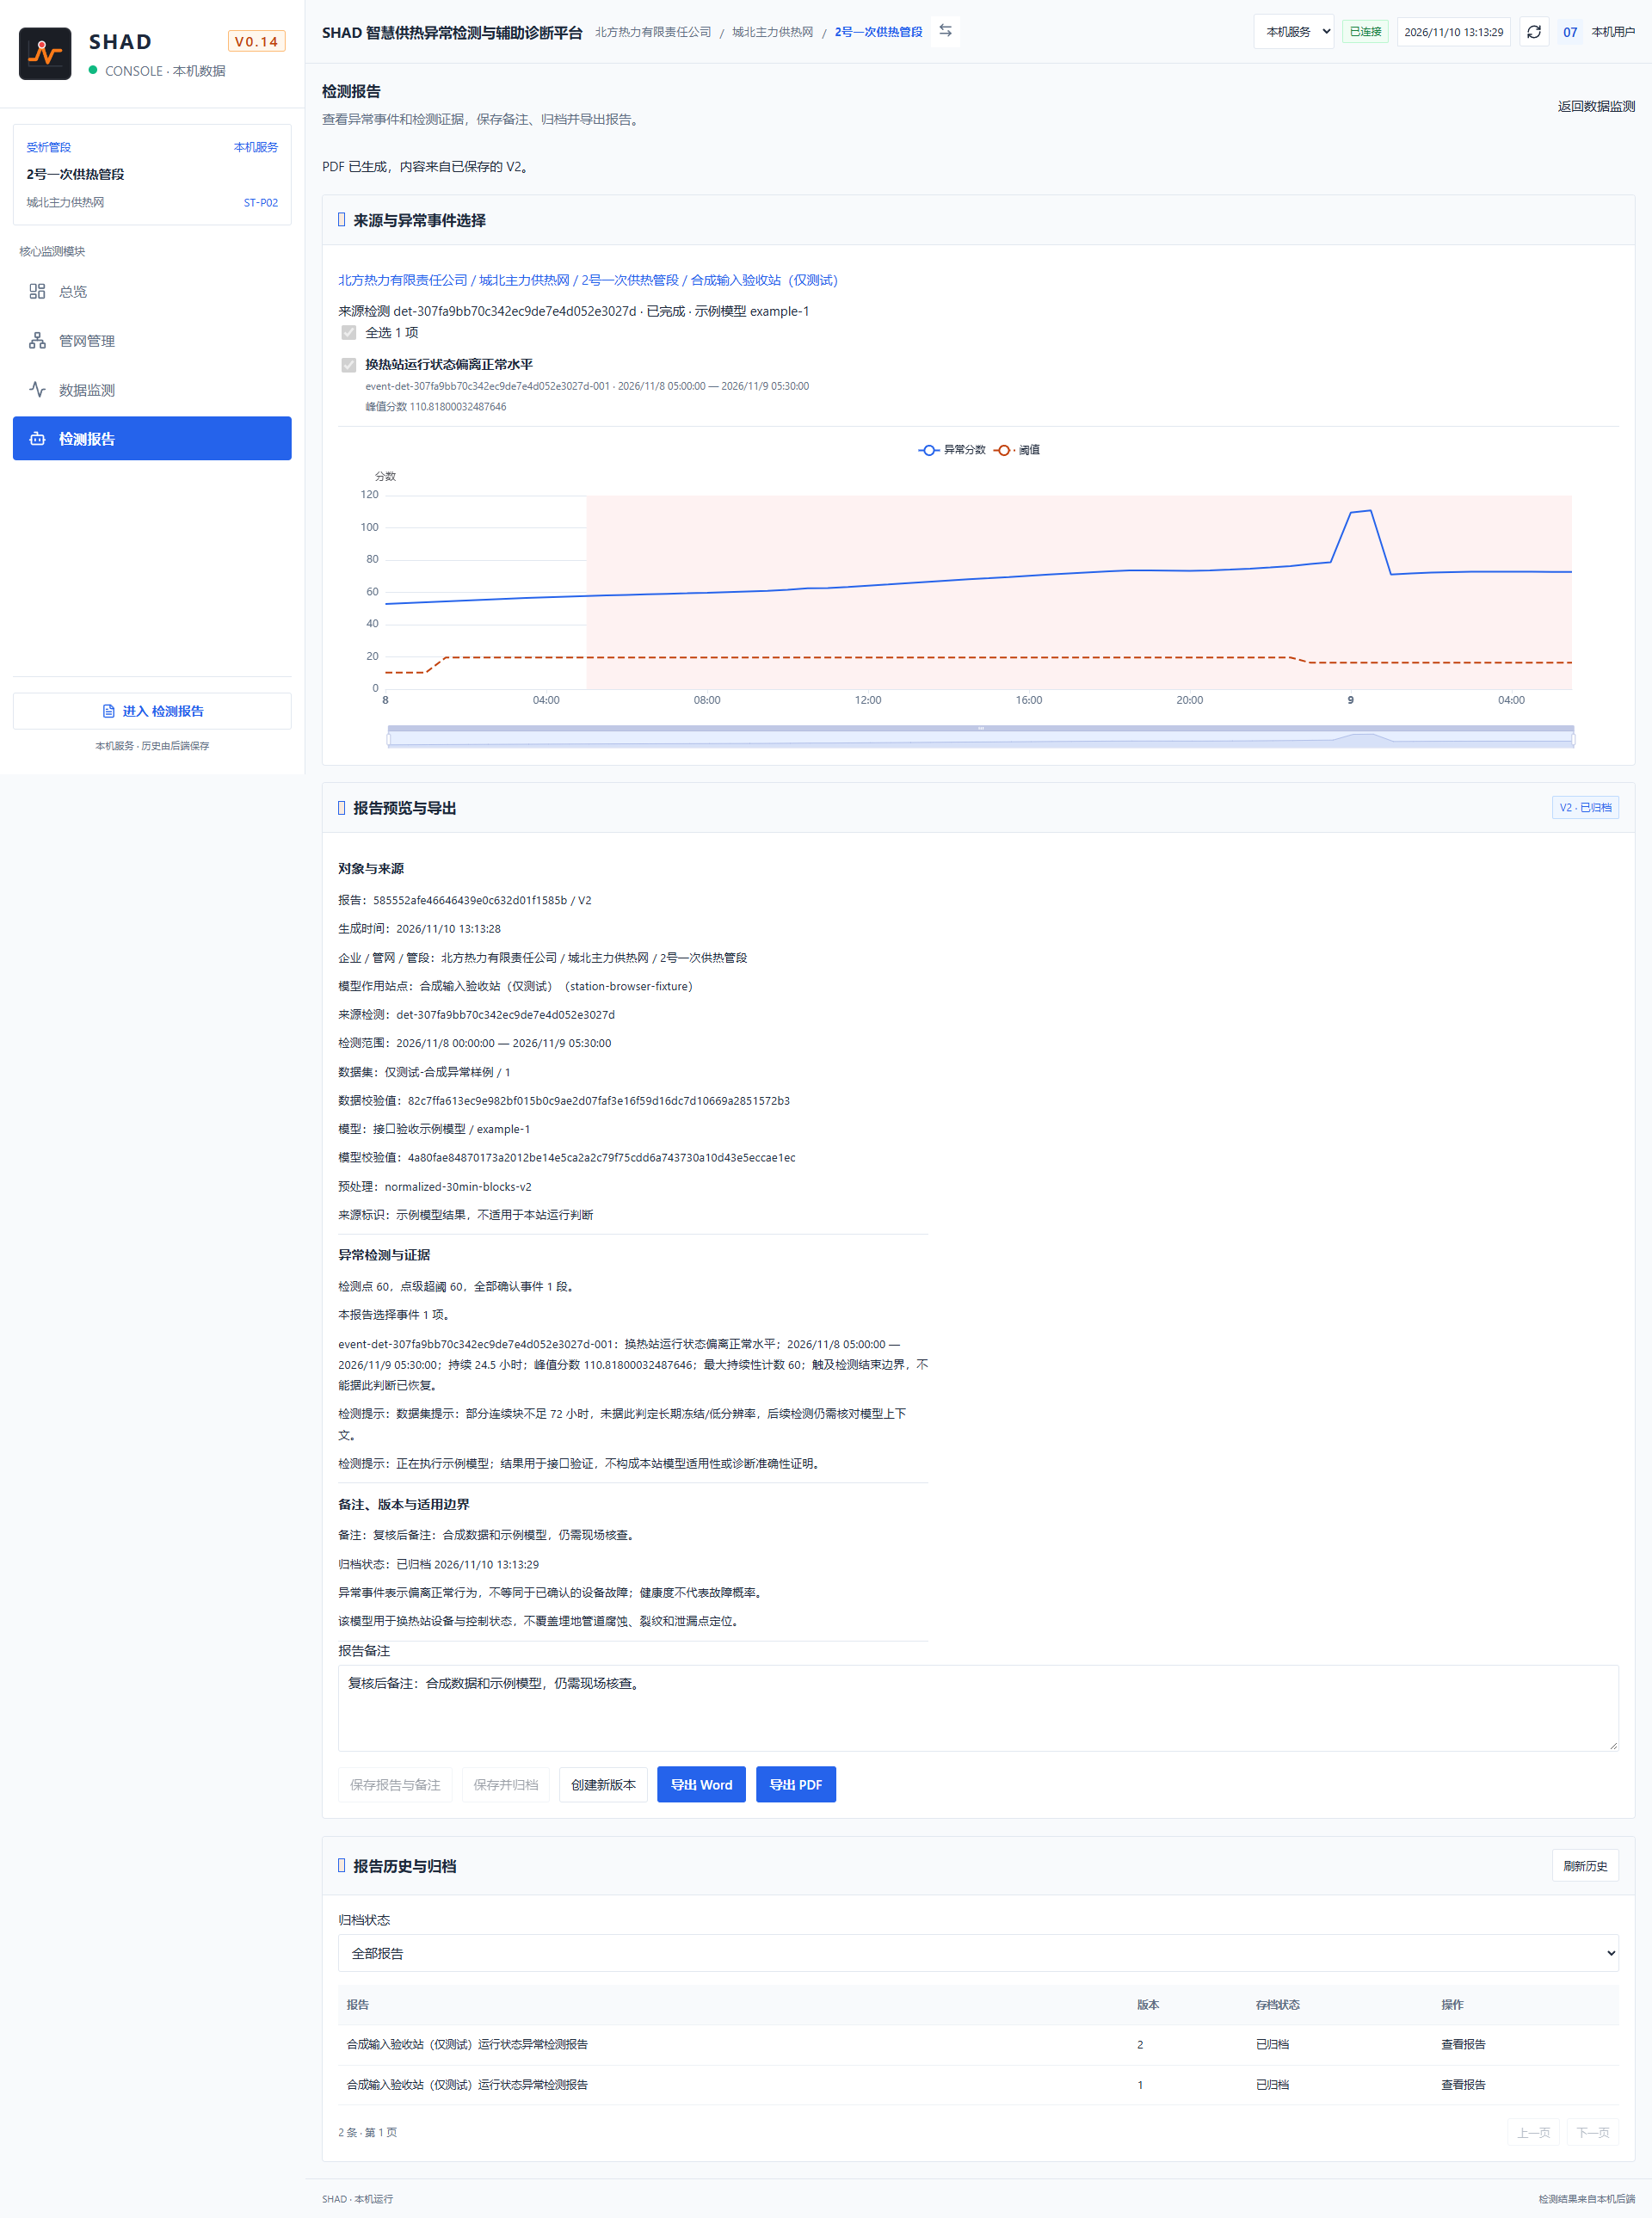 SHAD
V0.14
CONSOLE · 本机数据
受析管段
本机服务
2号一次供热管段
城北主力供热网
ST-P02
核心监测模块
总览
管网管理
数据监测
检测报告
进入 检测报告
本机服务 · 历史由后端保存
SHAD 智慧供热异常检测与辅助诊断平台
北方热力有限责任公司 / 城北主力供热网 / 2号一次供热管段
本机服务
已连接
2026/11/10 13:13:29
07
本机用户
检测报告
查看异常事件和检测证据，保存备注、归档并导出报告。
返回数据监测
PDF 已生成，内容来自已保存的 V2。
来源与异常事件选择
北方热力有限责任公司 / 城北主力供热网 / 2号一次供热管段 / 合成输入验收站（仅测试）
来源检测 det-307fa9bb70c342ec9de7e4d052e3027d · 已完成 · 示例模型 example-1
全选 1 项
换热站运行状态偏离正常水平
event-det-307fa9bb70c342ec9de7e4d052e3027d-001 · 2026/11/8 05:00:00 — 2026/11/9 05:30:00
峰值分数 110.81800032487646
异常分数
阈值
分数
120
100
80
60
40
20
0
8
04:00
08:00
12:00
16:00
20:00
9
04:00
报告预览与导出
V2 · 已归档
对象与来源
报告：585552afe46646439e0c632d01f1585b / V2
生成时间：2026/11/10 13:13:28
企业 / 管网 / 管段：北方热力有限责任公司 / 城北主力供热网 / 2号一次供热管段
模型作用站点：合成输入验收站（仅测试）（station-browser-fixture）
来源检测：det-307fa9bb70c342ec9de7e4d052e3027d
检测范围：2026/11/8 00:00:00 — 2026/11/9 05:30:00
数据集：仅测试-合成异常样例 / 1
数据校验值：82c7ffa613ec9e982bf015b0c9ae2d07faf3e16f59d16dc7d10669a2851572b3
模型：接口验收示例模型 / example-1
模型校验值：4a80fae84870173a2012be14e5ca2a2c79f75cdd6a743730a10d43e5eccae1ec
预处理：normalized-30min-blocks-v2
来源标识：示例模型结果，不适用于本站运行判断
异常检测与证据
检测点 60，点级超阈 60，全部确认事件 1 段。
本报告选择事件 1 项。
event-det-307fa9bb70c342ec9de7e4d052e3027d-001；换热站运行状态偏离正常水平；2026/11/8 05:00:00 —
2026/11/9 05:30:00；持续 24.5 小时；峰值分数 110.81800032487646；最大持续性计数 60；触及检测结束边界，不
能据此判断已恢复。
检测提示：数据集提示：部分连续块不足 72 小时，未据此判定长期冻结/低分辨率，后续检测仍需核对模型上下
文。
检测提示：正在执行示例模型；结果用于接口验证，不构成本站模型适用性或诊断准确性证明。
备注、版本与适用边界
备注：复核后备注：合成数据和示例模型，仍需现场核查。
归档状态：已归档 2026/11/10 13:13:29
异常事件表示偏离正常行为，不等同于已确认的设备故障；健康度不代表故障概率。
该模型用于换热站设备与控制状态，不覆盖埋地管道腐蚀、裂纹和泄漏点定位。
报告备注
复核后备注：合成数据和示例模型，仍需现场核查。
保存报告与备注
保存并归档
创建新版本
导出 Word
导出 PDF
报告历史与归档
刷新历史
归档状态
全部报告
报告 版本 存档状态 操作
合成输入验收站（仅测试）运行状态异常检测报告 2 已归档 查看报告
合成输入验收站（仅测试）运行状态异常检测报告 1 已归档 查看报告
2 条 · 第 1 页
上一页
下一页
SHAD · 本机运行
检测结果来自本机后端